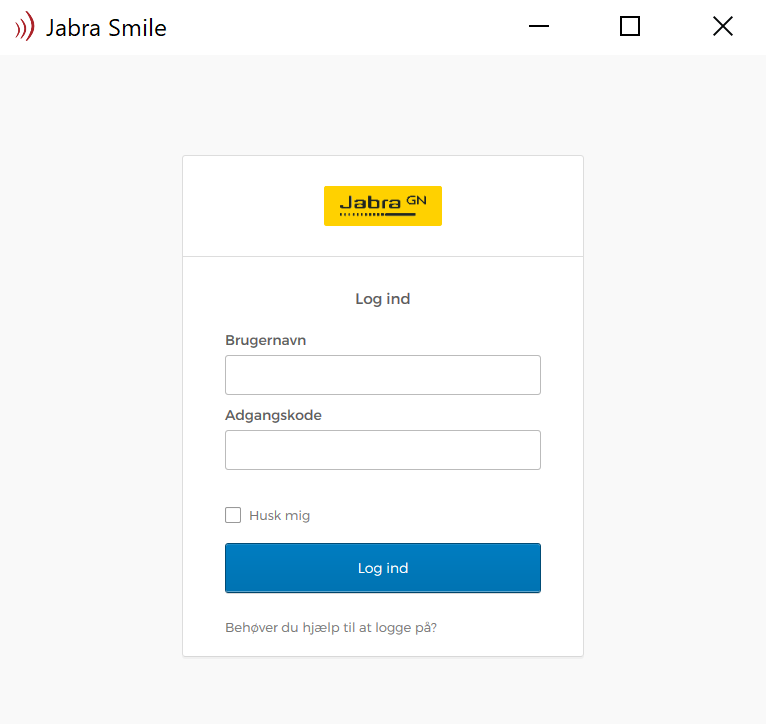 Jabra Smile
Jabra GN
Log ind
Brugernavn
Adgangskode
Husk mig
Log ind
Behøver du hjælp til at logge på?